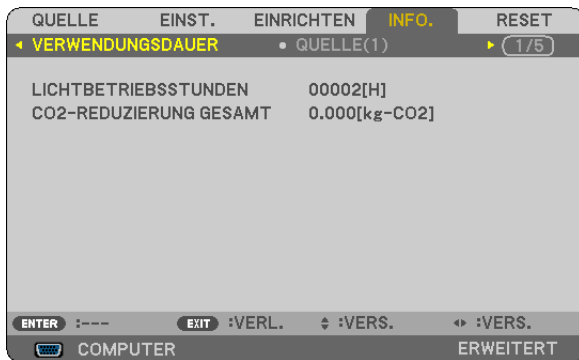 QUELLE EINST. EINRICHTEN INFO. RESET
VERWENDUNGSDAUER • QUELLE(1) 1/5
LICHTBETRIEBSSTUNDEN 00002[H]
CO2-REDUZIERUNG GESAMT 0.000[kg-CO2]
ENTER :--- EXIT :VERL. :VERS. :VERS.
COMPUTER ERWEITERT